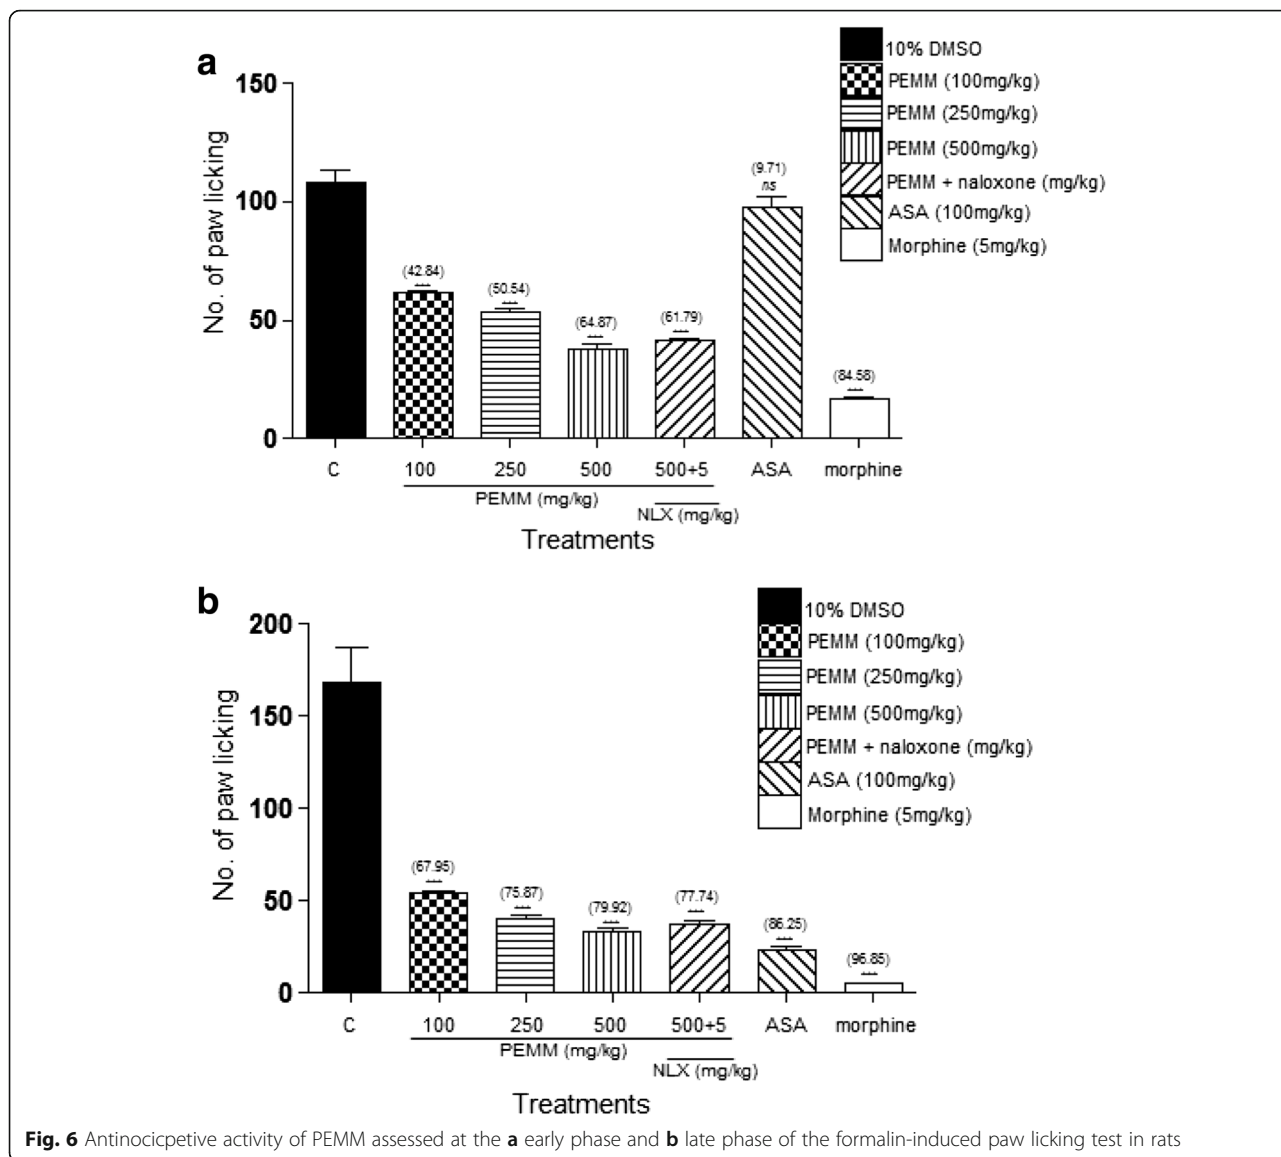 a
150
100
50
0
No. of paw licking
(42.84)
***
(50.54)
***
(64.87)
***
(61.79)
***
(9.71)
ns
(84.58)
***
C 100 250 500 500+5 ASA morphine
PEMM (mg/kg)
NLX (mg/kg)
Treatments
10% DMSO
PEMM (100mg/kg)
PEMM (250mg/kg)
PEMM (500mg/kg)
PEMM + naloxone (mg/kg)
ASA (100mg/kg)
Morphine (5mg/kg)
b
200
150
100
50
0
No. of paw licking
(67.95)
***
(75.87)
***
(79.92)
***
(77.74)
***
(86.25)
***
(96.85)
***
C 100 250 500 500+5 ASA morphine
PEMM (mg/kg)
NLX (mg/kg)
Treatments
10% DMSO
PEMM (100mg/kg)
PEMM (250mg/kg)
PEMM (500mg/kg)
PEMM + naloxone (mg/kg)
ASA (100mg/kg)
Morphine (5mg/kg)
Fig. 6 Antinocicpetive activity of PEMM assessed at the a early phase and b late phase of the formalin-induced paw licking test in rats